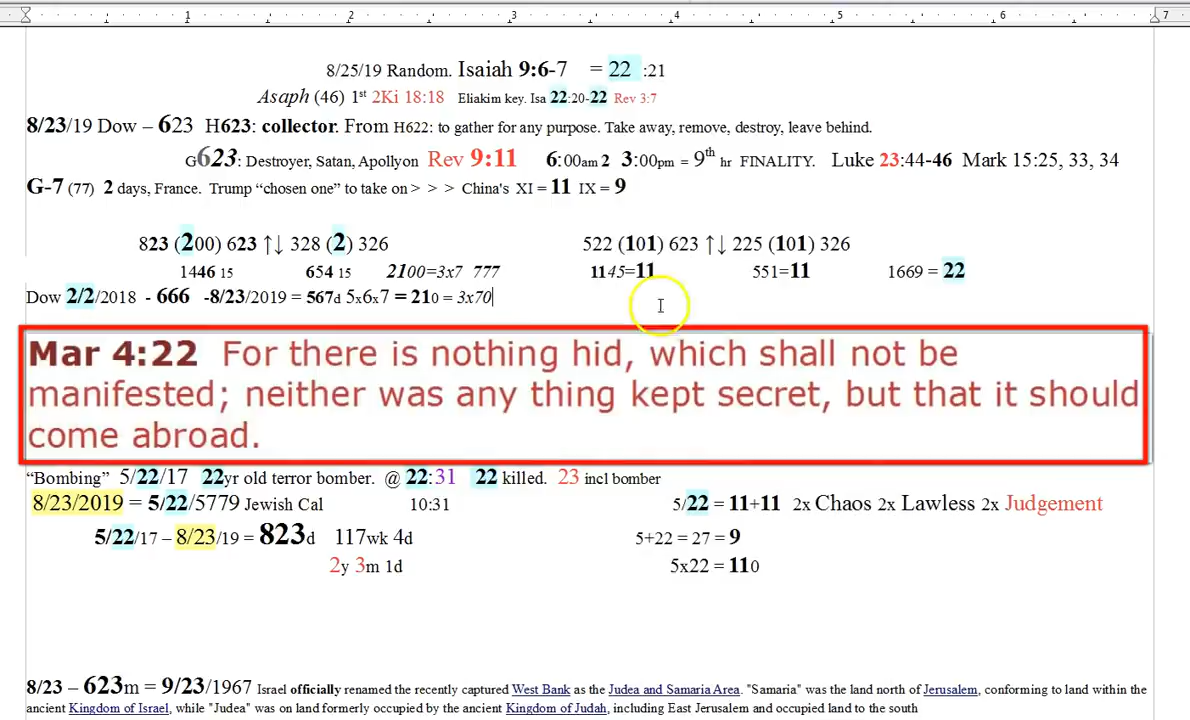 1 2 3 4 5 6 7
8/25/19 Random. Isaiah 9:6-7 = 22 :21
Asaph (46) 1st 2Ki 18:18 Eliakim key. Isa 22:20-22 Rev 3:7
8/23/19 Dow – 623 H623: collector. From H622: to gather for any purpose. Take away, remove, destroy, leave behind.
G623: Destroyer, Satan, Apollyon Rev 9:11 6:00am 2 3:00pm = 9th hr FINALITY. Luke 23:44-46 Mark 15:25, 33, 34
G-7 (77) 2 days, France. Trump “chosen one” to take on > > > China's XI = 11 IX = 9
823 (200) 623 ↑↓ 328 (2) 326 522 (101) 623 ↑↓ 225 (101) 326
1446 15 654 15 2100=3x7 777 1145=11 551=11 1669 = 22
Dow 2/2/2018 - 666 -8/23/2019 = 567d 5x6x7 = 210 = 3x70
Mar 4:22 For there is nothing hid, which shall not be
manifested; neither was any thing kept secret, but that it should
come abroad.
“Bombing” 5/22/17 22yr old terror bomber. @ 22:31 22 killed. 23 incl bomber
8/23/2019 = 5/22/5779 Jewish Cal 10:31 5/22 = 11+11 2x Chaos 2x Lawless 2x Judgement
5/22/17 – 8/23/19 = 823d 117wk 4d 5+22 = 27 = 9
2y 3m 1d 5x22 = 110
8/23 – 623m = 9/23/1967 Israel officially renamed the recently captured West Bank as the Judea and Samaria Area. "Samaria" was the land north of Jerusalem, conforming to land within the
ancient Kingdom of Israel, while "Judea" was on land formerly occupied by the ancient Kingdom of Judah, including East Jerusalem and occupied land to the south